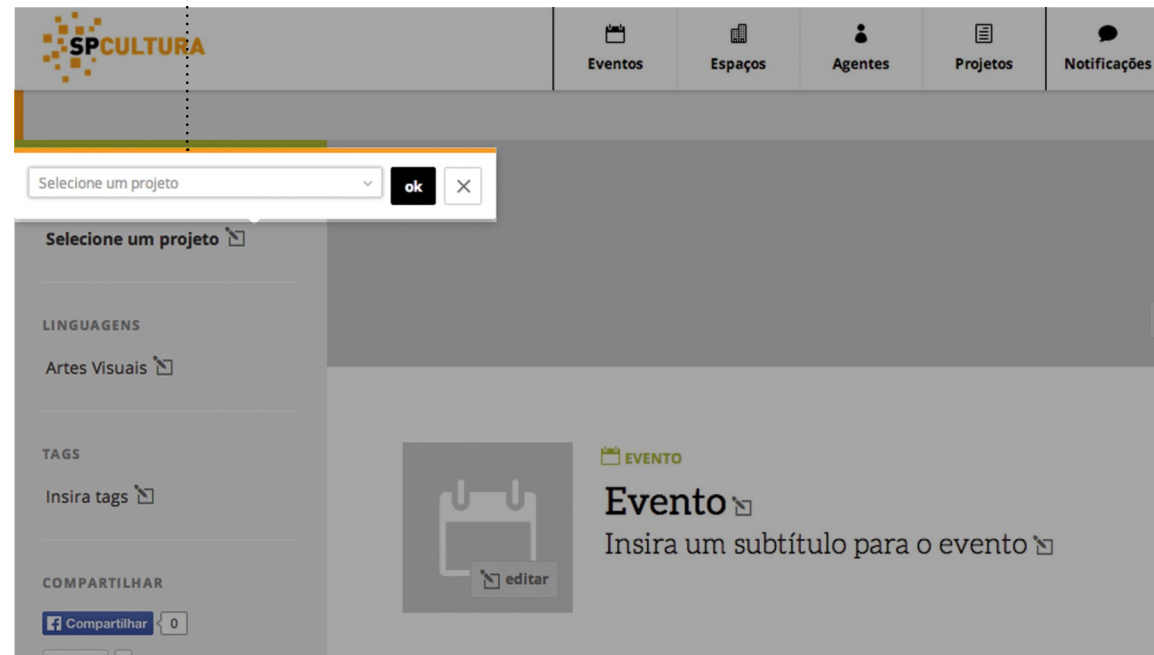 SPCULTURA
Eventos
Espaços
Agentes
Projetos
Notificações
Selecione um projeto
ok
Selecione um projeto
LINGUAGENS
Artes Visuais
TAGS
Insira tags
COMPARTILHAR
Compartilhar 0
EVENTO
Evento
Insira um subtítulo para o evento
editar